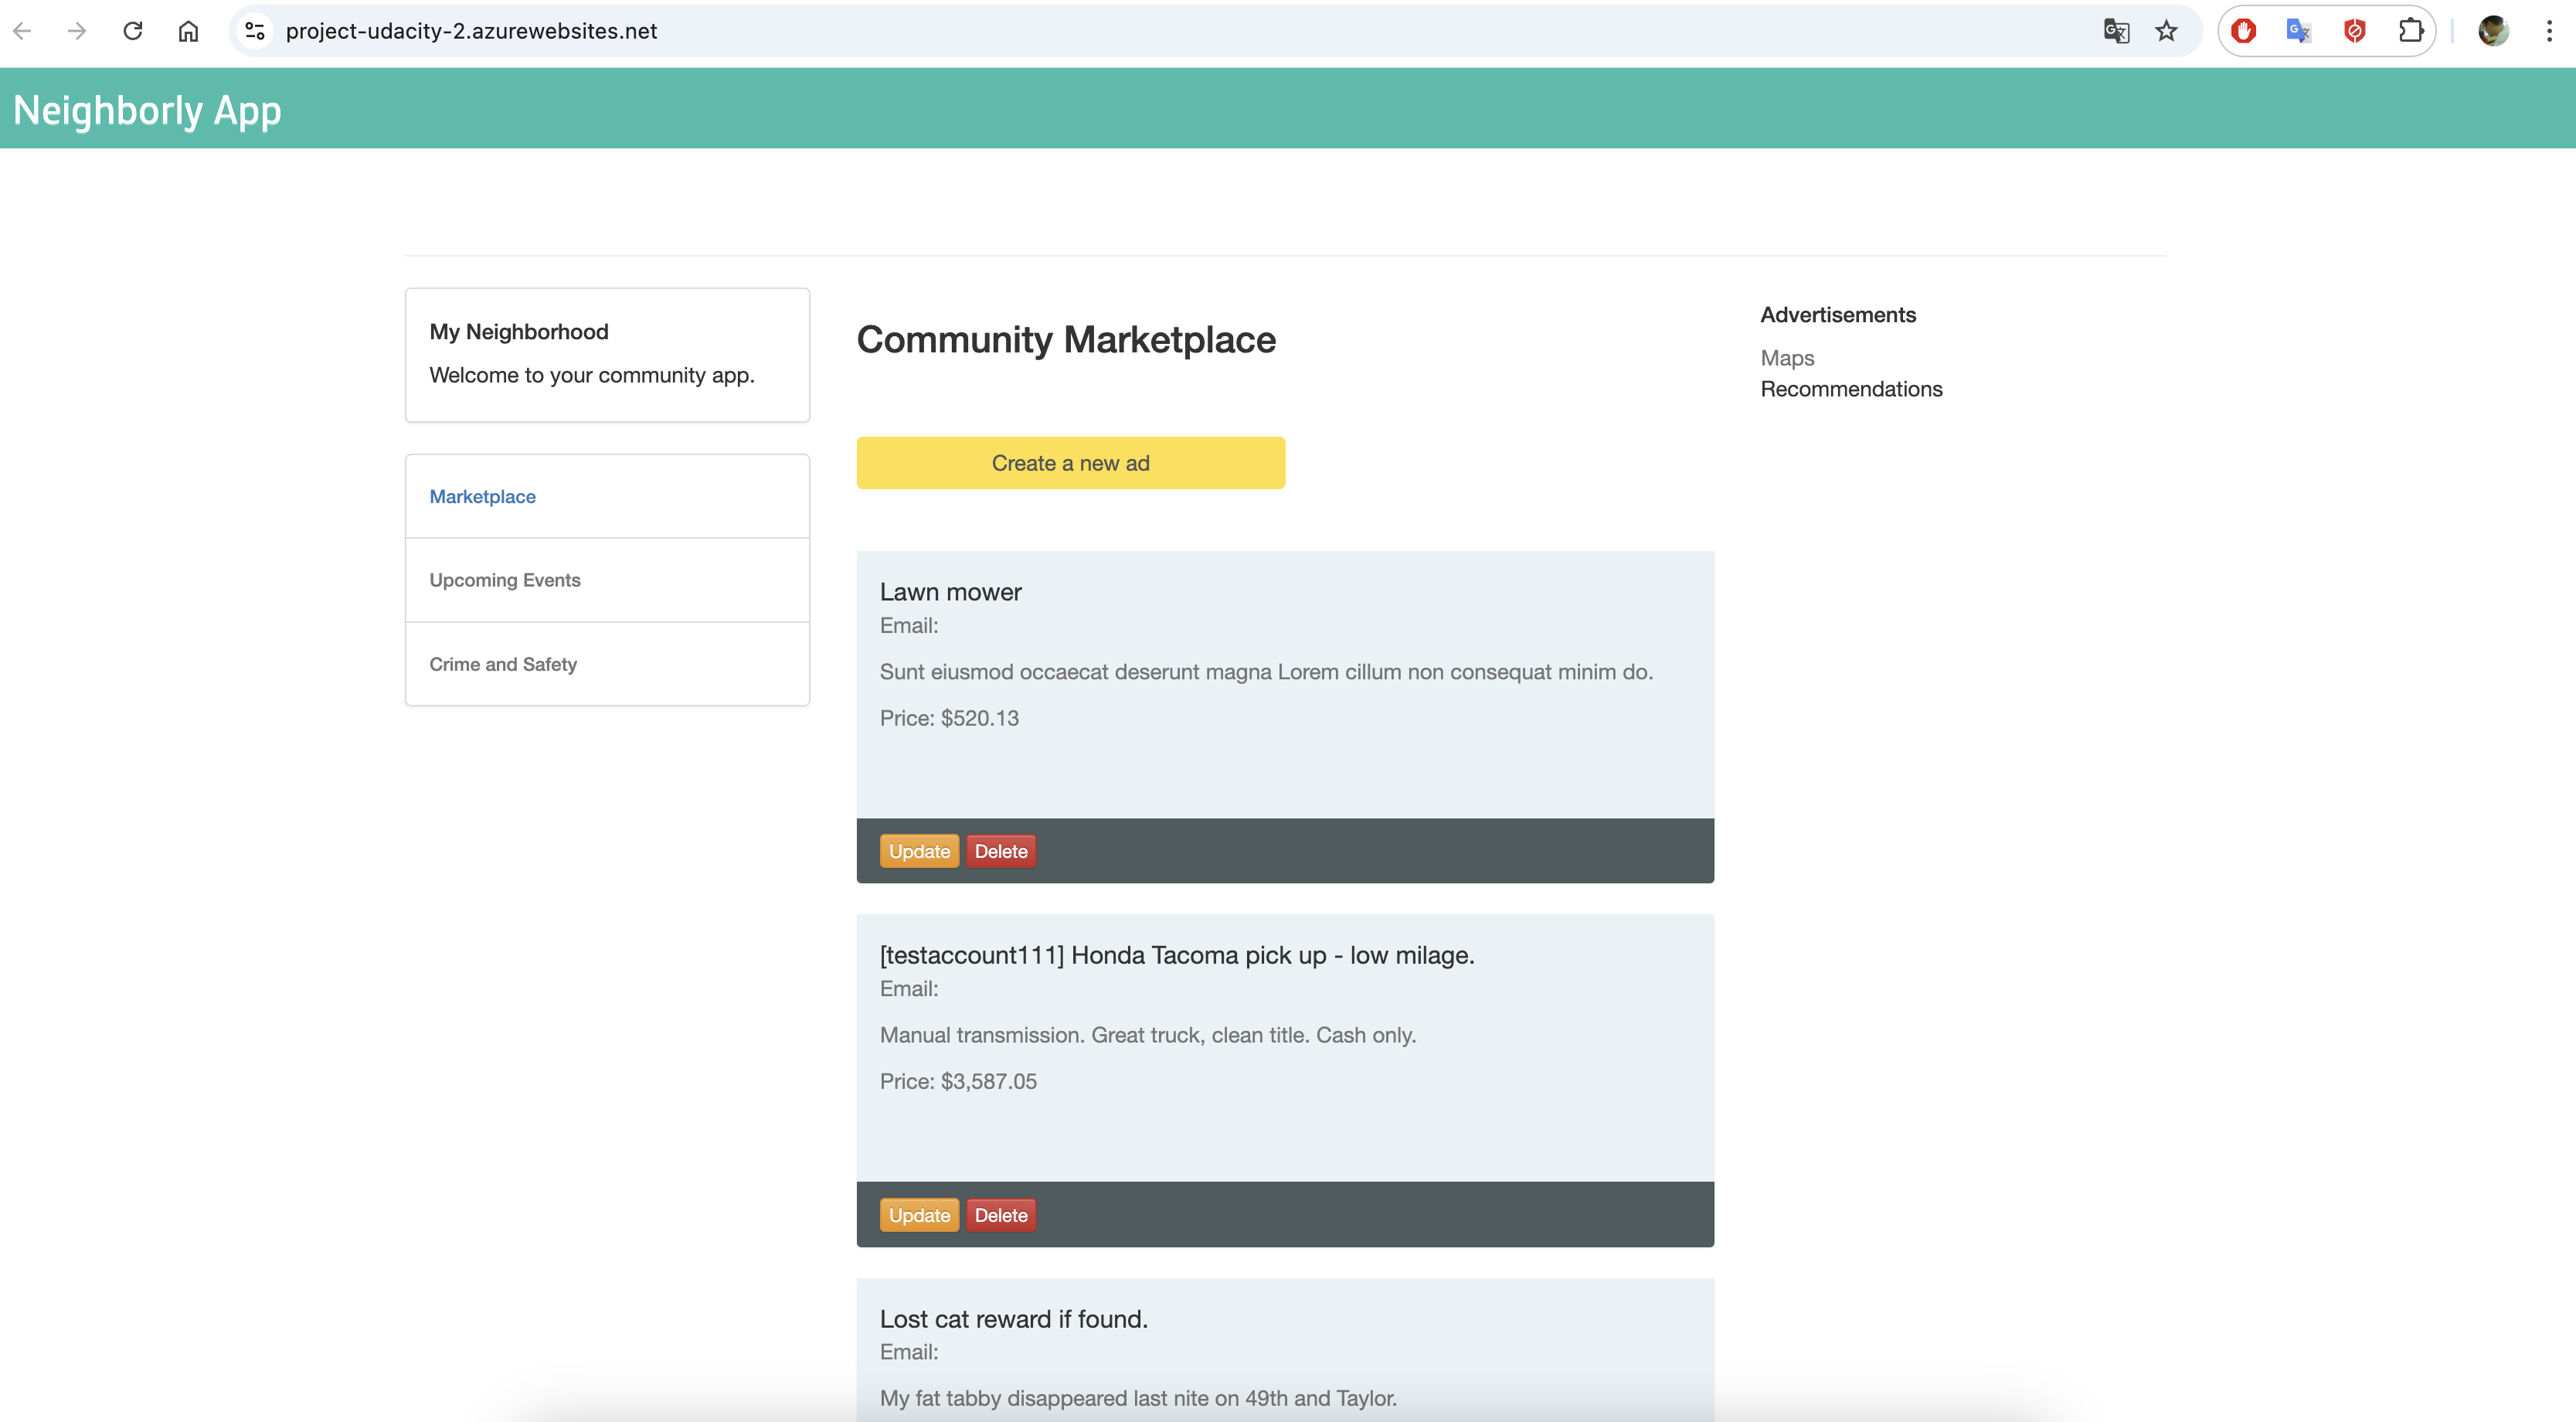 project-udacity-2.azurewebsites.net
Neighborly App
My Neighborhood
Welcome to your community app.
Marketplace
Upcoming Events
Crime and Safety
Community Marketplace
Create a new ad
Lawn mower
Email:
Sunt eiusmod occaecat deserunt magna Lorem cillum non consequat minim do.
Price: $520.13
Update Delete
[testaccount111] Honda Tacoma pick up - low milage.
Email:
Manual transmission. Great truck, clean title. Cash only.
Price: $3,587.05
Update Delete
Lost cat reward if found.
Email:
My fat tabby disappeared last nite on 49th and Taylor.
Advertisements
Maps
Recommendations